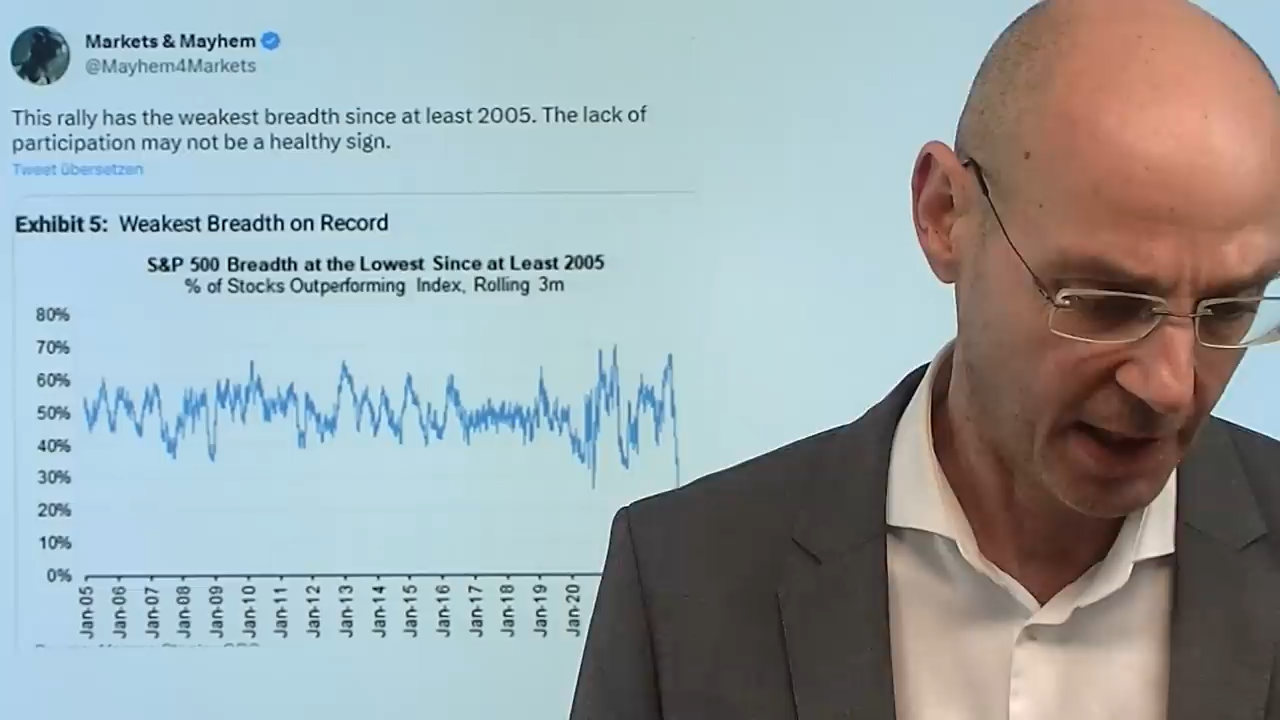 Markets & Mayhem
@Mayhem4Markets
This rally has the weakest breadth since at least 2005. The lack of
participation may not be a healthy sign.
Tweet übersetzen
Exhibit 5: Weakest Breadth on Record
S&P 500 Breadth at the Lowest Since at Least 2005
% of Stocks Outperforming Index, Rolling 3m
80%
70%
60%
50%
40%
30%
20%
10%
0%
Jan-05
Jan-06
Jan-07
Jan-08
Jan-09
Jan-10
Jan-11
Jan-12
Jan-13
Jan-14
Jan-15
Jan-16
Jan-17
Jan-18
Jan-19
Jan-20